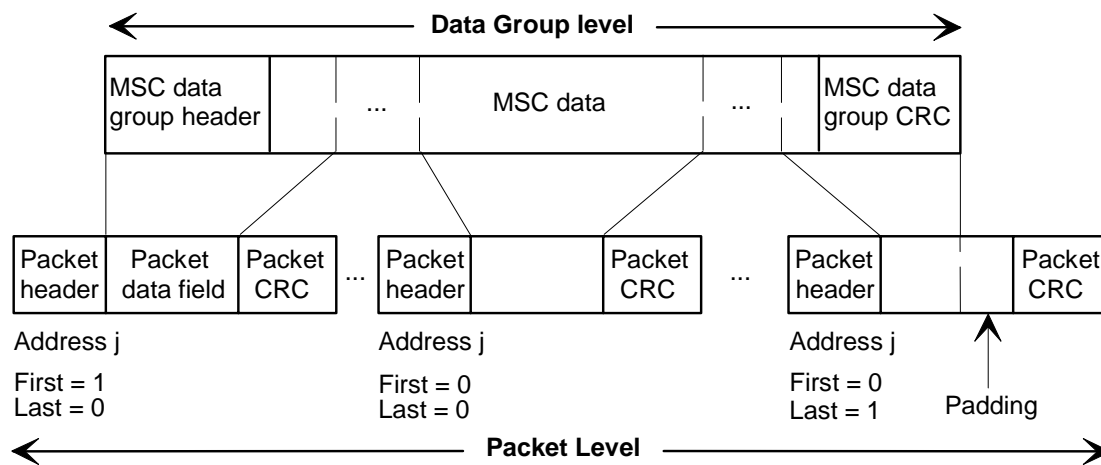 Data Group level
MSC data
group header
...
MSC data
...
MSC data
group CRC
Packet
header
Packet
data field
Packet
CRC
...
Packet
header
Packet
CRC
...
Packet
header
Packet
CRC
Address j
First = 1
Last = 0
Address j
First = 0
Last = 0
Address j
First = 0
Last = 1
Padding
Packet Level